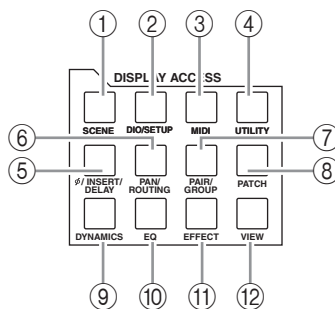 ① ② ③ ④
DISPLAY ACCESS
SCENE DIO/SETUP MIDI UTILITY
⑥ ⑦
⑤ ⑧
ø/INSERT/DELAY PAN/ROUTING PAIR/GROUP PATCH
DYNAMICS EQ EFFECT VIEW
⑨ ⑩ ⑪ ⑫